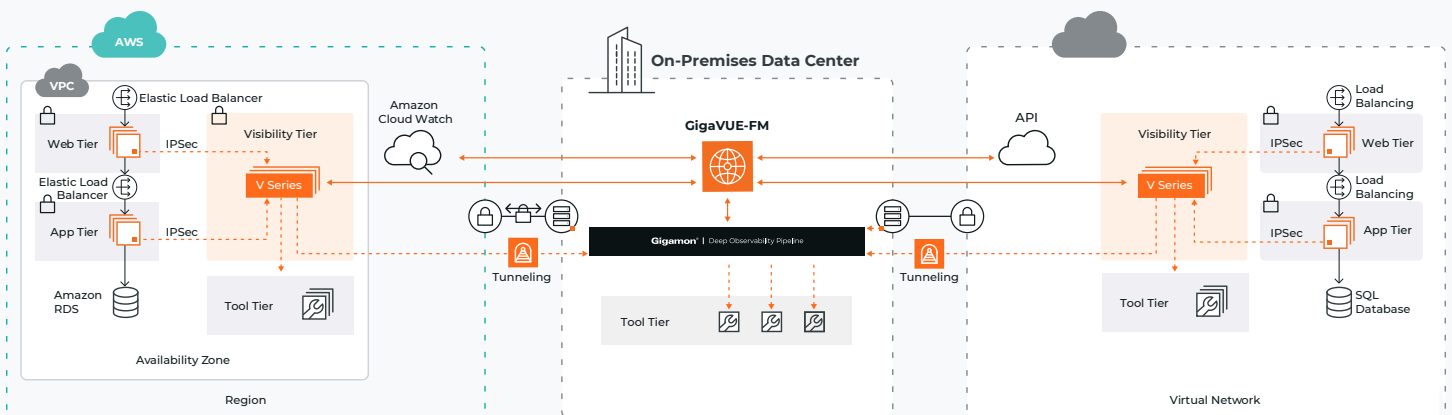 AWS
VPC
Elastic Load Balancer
Web Tier
IPSec
Visibility Tier
Elastic Load
Balancer
V Series
App Tier
IPSec
Amazon
RDS
Tool Tier
Availability Zone
Region
Amazon
Cloud Watch
Tunneling
On-Premises Data Center
GigaVUE-FM
Gigamon® | Deep Observability Pipeline
Tool Tier
API
Tunneling
Visibility Tier
V Series
Tool Tier
Load
Balancing
IPSec
Web Tier
Load
Balancing
IPSec
App Tier
SQL
Database
Virtual Network